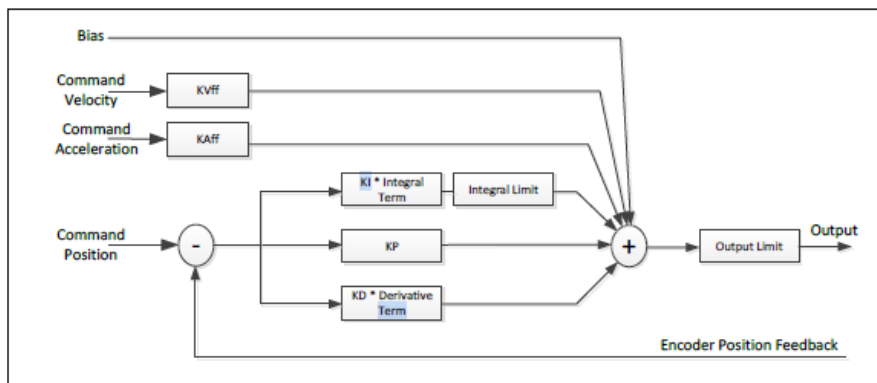 Bias
Command
Velocity
KVff
Command
Acceleration
KAff
KI * Integral
Term
Integral Limit
Command
Position
-
KP
+
Output Limit
Output
KD * Derivative
Term
Encoder Position Feedback